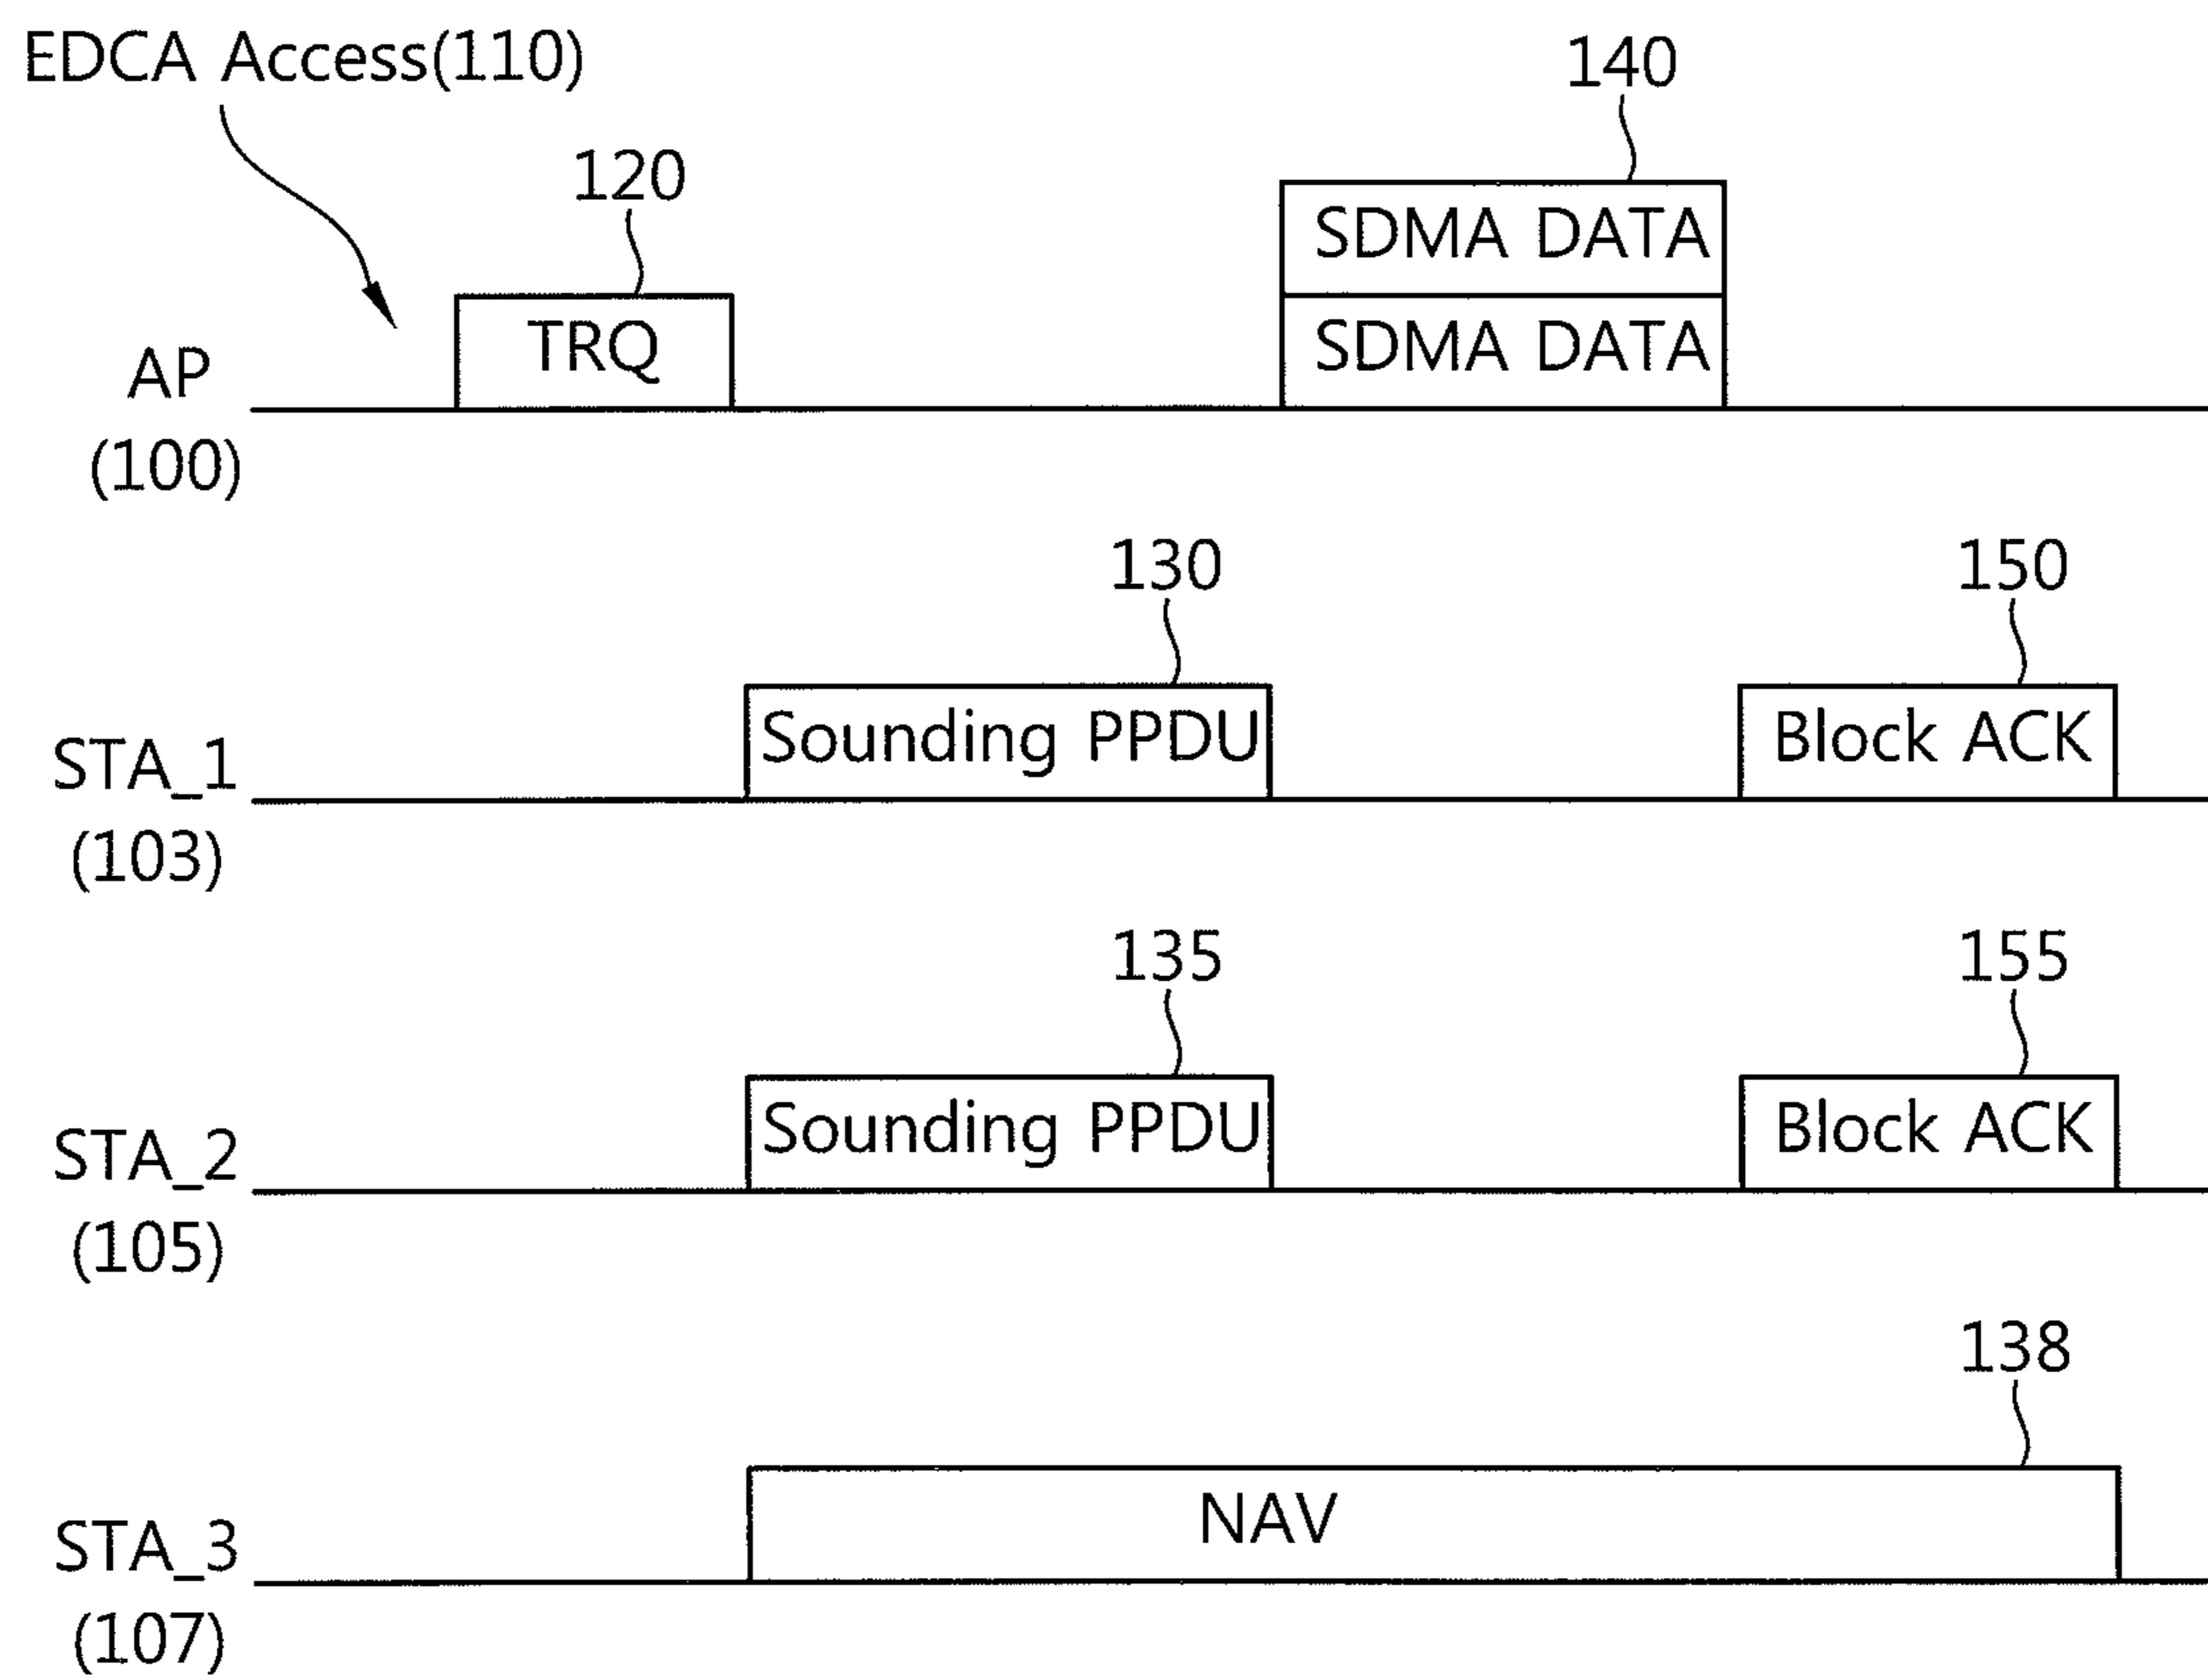 EDCA Access(110)
140
120
SDMA DATA
TRQ
SDMA DATA
AP
(100)
130
150
Sounding PPDU
Block ACK
STA_1
(103)
135
155
Sounding PPDU
Block ACK
STA_2
(105)
138
NAV
STA_3
(107)